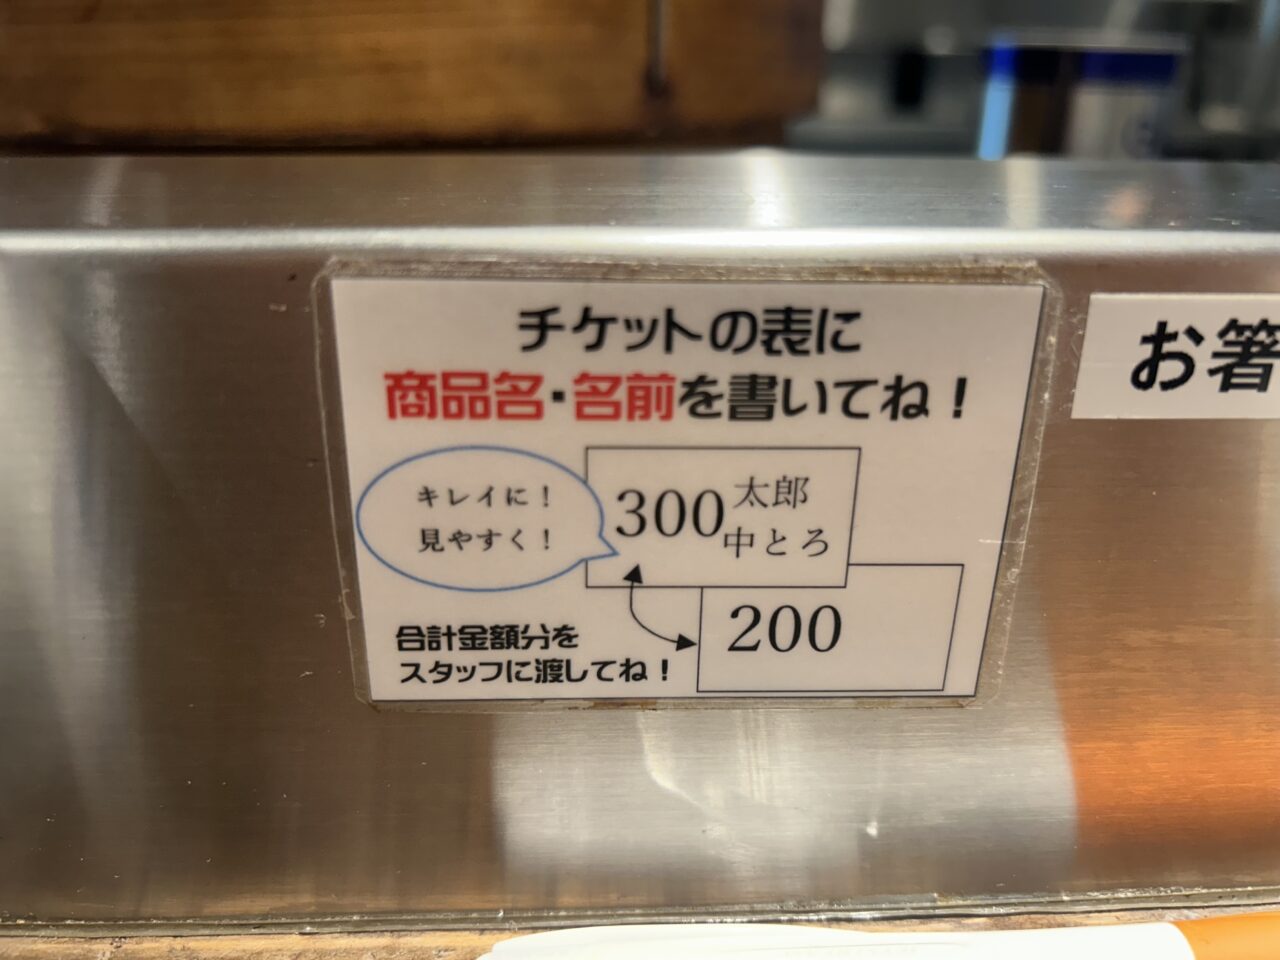 チケットの表に
商品名・名前を書いてね！
キレイに！
見やすく！
300
太郎
中とろ
200
合計金額分を
スタッフに渡してね！
お箸